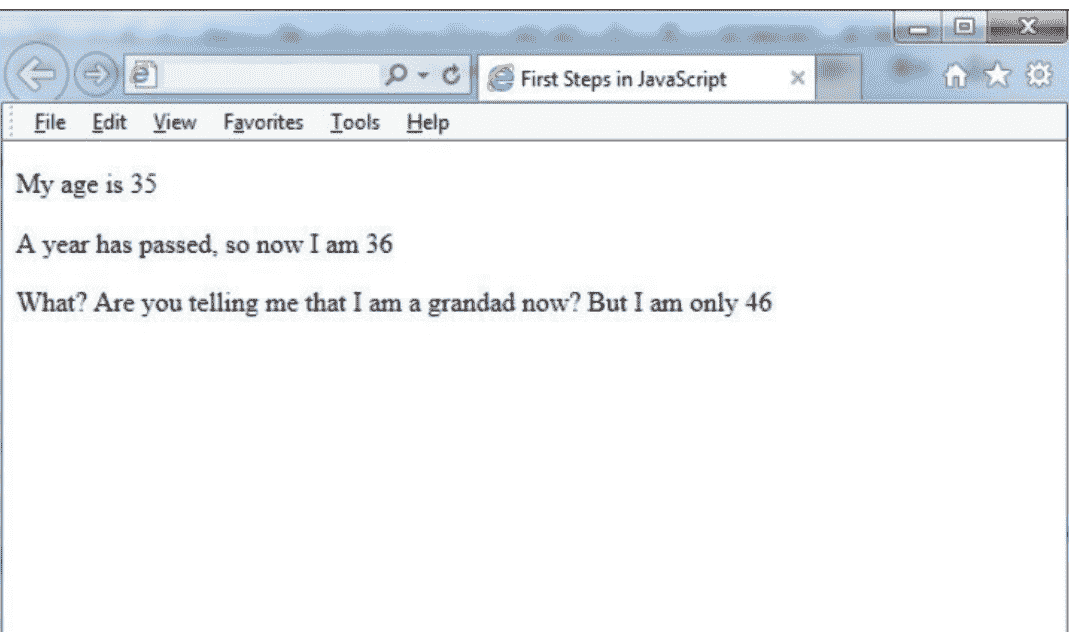 First Steps in JavaScript
File Edit View Favorites Tools Help
My age is 35
A year has passed, so now I am 36
What? Are you telling me that I am a grandad now? But I am only 46